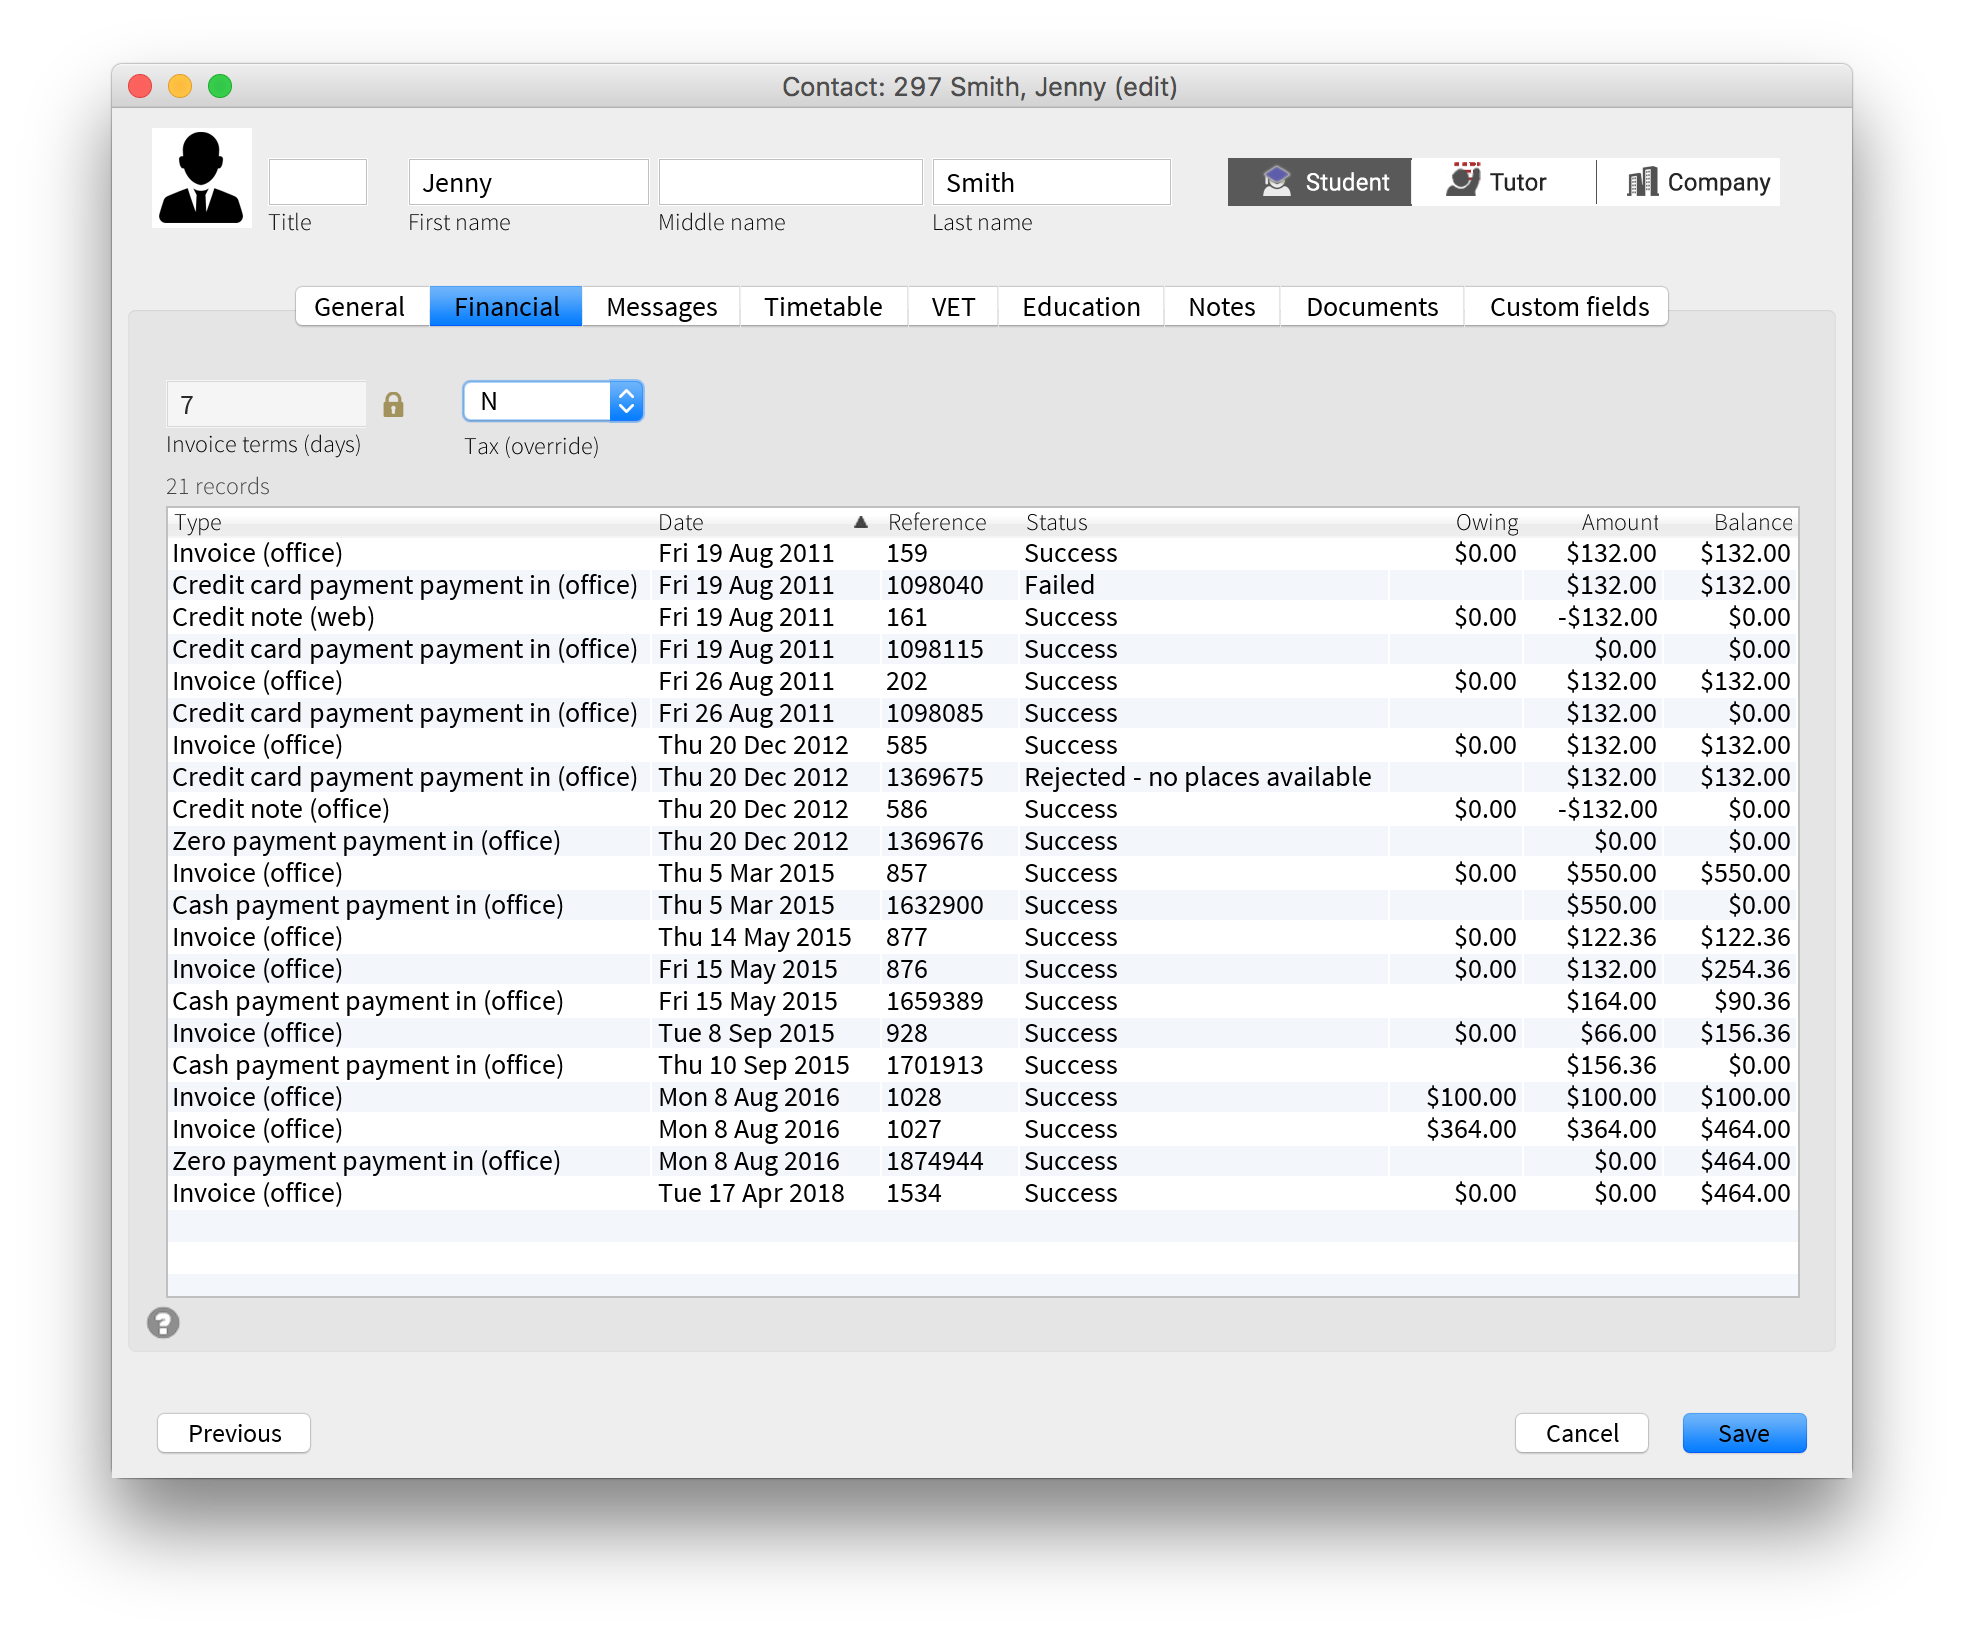 Contact: 297 Smith, Jenny (edit)
Jenny Smith Student Tutor Company
Title First name Middle name Last name
General Financial Messages Timetable VET Education Notes Documents Custom fields
7 N
Invoice terms (days) Tax (override)
21 records
Type Date Reference Status Owing Amount Balance
Invoice (office) Fri 19 Aug 2011 159 Success $0.00 $132.00 $132.00
Credit card payment payment in (office) Fri 19 Aug 2011 1098040 Failed $132.00 $132.00
Credit note (web) Fri 19 Aug 2011 161 Success $0.00 -$132.00 $0.00
Credit card payment payment in (office) Fri 19 Aug 2011 1098115 Success $0.00 $0.00
Invoice (office) Fri 26 Aug 2011 202 Success $0.00 $132.00 $132.00
Credit card payment payment in (office) Fri 26 Aug 2011 1098085 Success $132.00 $0.00
Invoice (office) Thu 20 Dec 2012 585 Success $0.00 $132.00 $132.00
Credit card payment payment in (office) Thu 20 Dec 2012 1369675 Rejected - no places available $132.00 $132.00
Credit note (office) Thu 20 Dec 2012 586 Success $0.00 -$132.00 $0.00
Zero payment payment in (office) Thu 20 Dec 2012 1369676 Success $0.00 $0.00
Invoice (office) Thu 5 Mar 2015 857 Success $0.00 $550.00 $550.00
Cash payment payment in (office) Thu 5 Mar 2015 1632900 Success $550.00 $0.00
Invoice (office) Thu 14 May 2015 877 Success $0.00 $122.36 $122.36
Invoice (office) Fri 15 May 2015 876 Success $0.00 $132.00 $254.36
Cash payment payment in (office) Fri 15 May 2015 1659389 Success $164.00 $90.36
Invoice (office) Tue 8 Sep 2015 928 Success $0.00 $66.00 $156.36
Cash payment payment in (office) Thu 10 Sep 2015 1701913 Success $156.36 $0.00
Invoice (office) Mon 8 Aug 2016 1028 Success $100.00 $100.00 $100.00
Invoice (office) Mon 8 Aug 2016 1027 Success $364.00 $364.00 $464.00
Zero payment payment in (office) Mon 8 Aug 2016 1874944 Success $0.00 $464.00
Invoice (office) Tue 17 Apr 2018 1534 Success $0.00 $0.00 $464.00
?
Previous Cancel Save